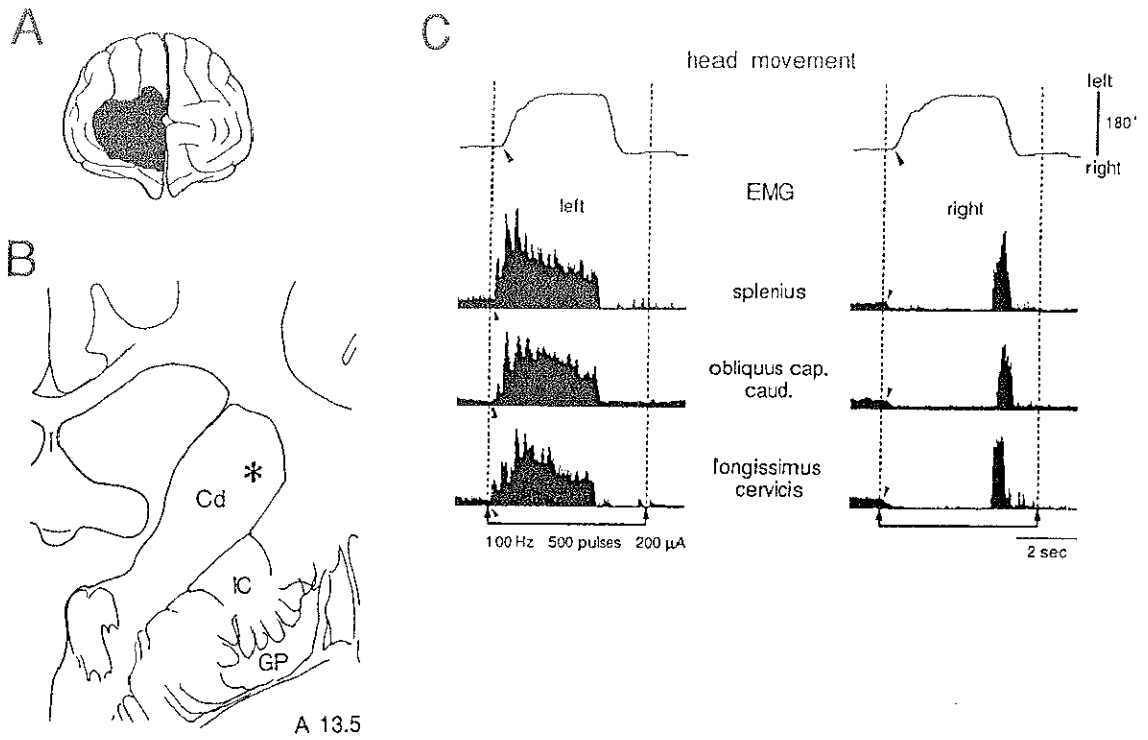 A
B
Cd
*
IC
GP
A 13.5
C
head movement
left
180°
right
EMG
left
right
splenius
obliquus cap.
caud.
longissimus
cervicis
100 Hz 500 pulses 200 µA
2 sec